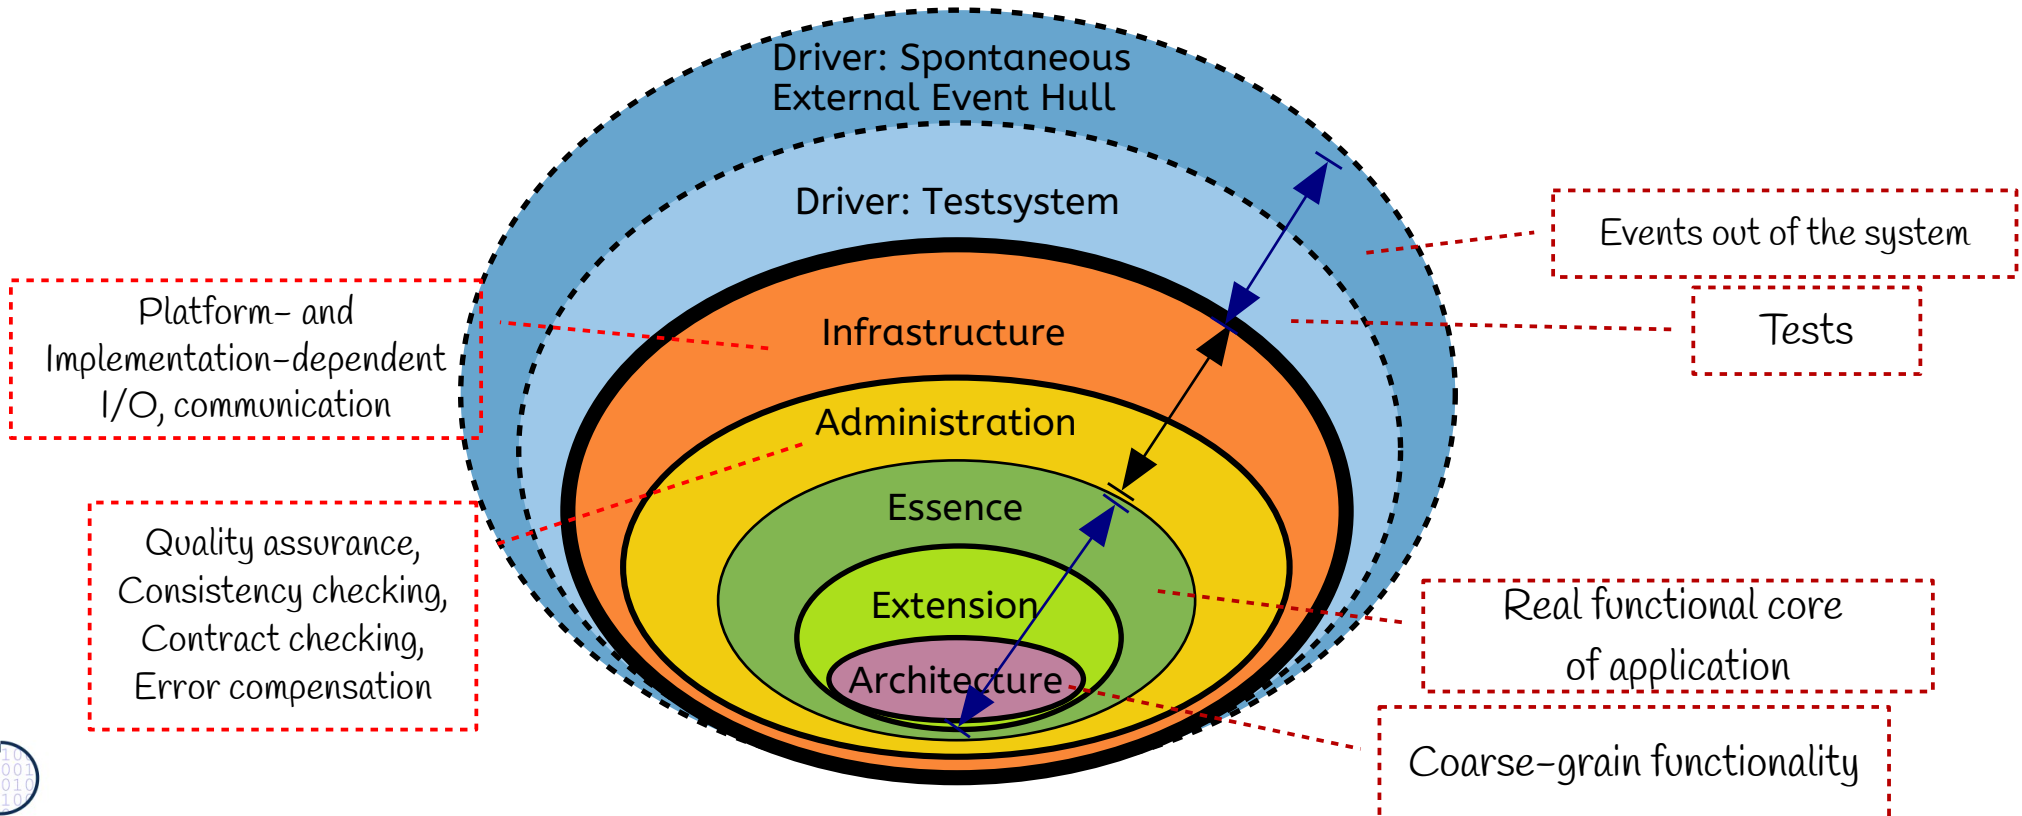 Driver: Spontaneous
External Event Hull
Driver: Testsystem
Infrastructure
Administration
Essence
Extension
Architecture
Platform- and
Implementation-dependent
I/O, communication
Quality assurance,
Consistency checking,
Contract checking,
Error compensation
Events out of the system
Tests
Real functional core
of application
Coarse-grain functionality